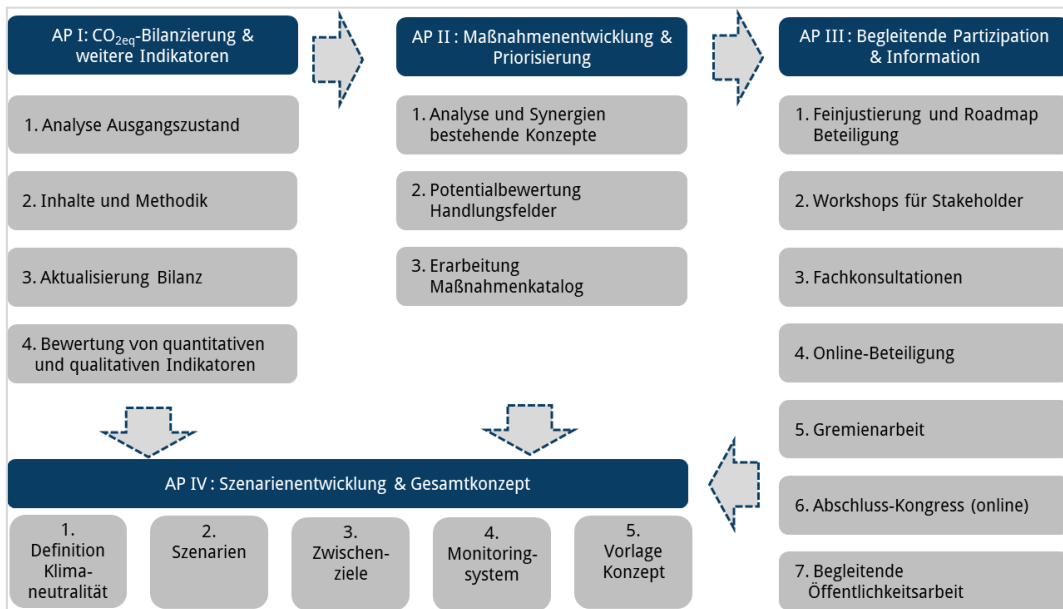 AP I: CO₂eq-Bilanzierung &
weitere Indikatoren
1. Analyse Ausgangszustand
2. Inhalte und Methodik
3. Aktualisierung Bilanz
4. Bewertung von quantitativen
und qualitativen Indikatoren
AP II : Maßnahmenentwicklung &
Priorisierung
1. Analyse und Synergien
bestehende Konzepte
2. Potentialbewertung
Handlungsfelder
3. Erarbeitung
Maßnahmenkatalog
AP III : Begleitende Partizipation
& Information
1. Feinjustierung und Roadmap
Beteiligung
2. Workshops für Stakeholder
3. Fachkonsultationen
4. Online-Beteiligung
5. Gremienarbeit
6. Abschluss-Kongress (online)
7. Begleitende
Öffentlichkeitsarbeit
AP IV : Szenarienentwicklung & Gesamtkonzept
1.
Definition
Klima-
neutralität
2.
Szenarien
3.
Zwischen-
ziele
4.
Monitoring-
system
5.
Vorlage
Konzept